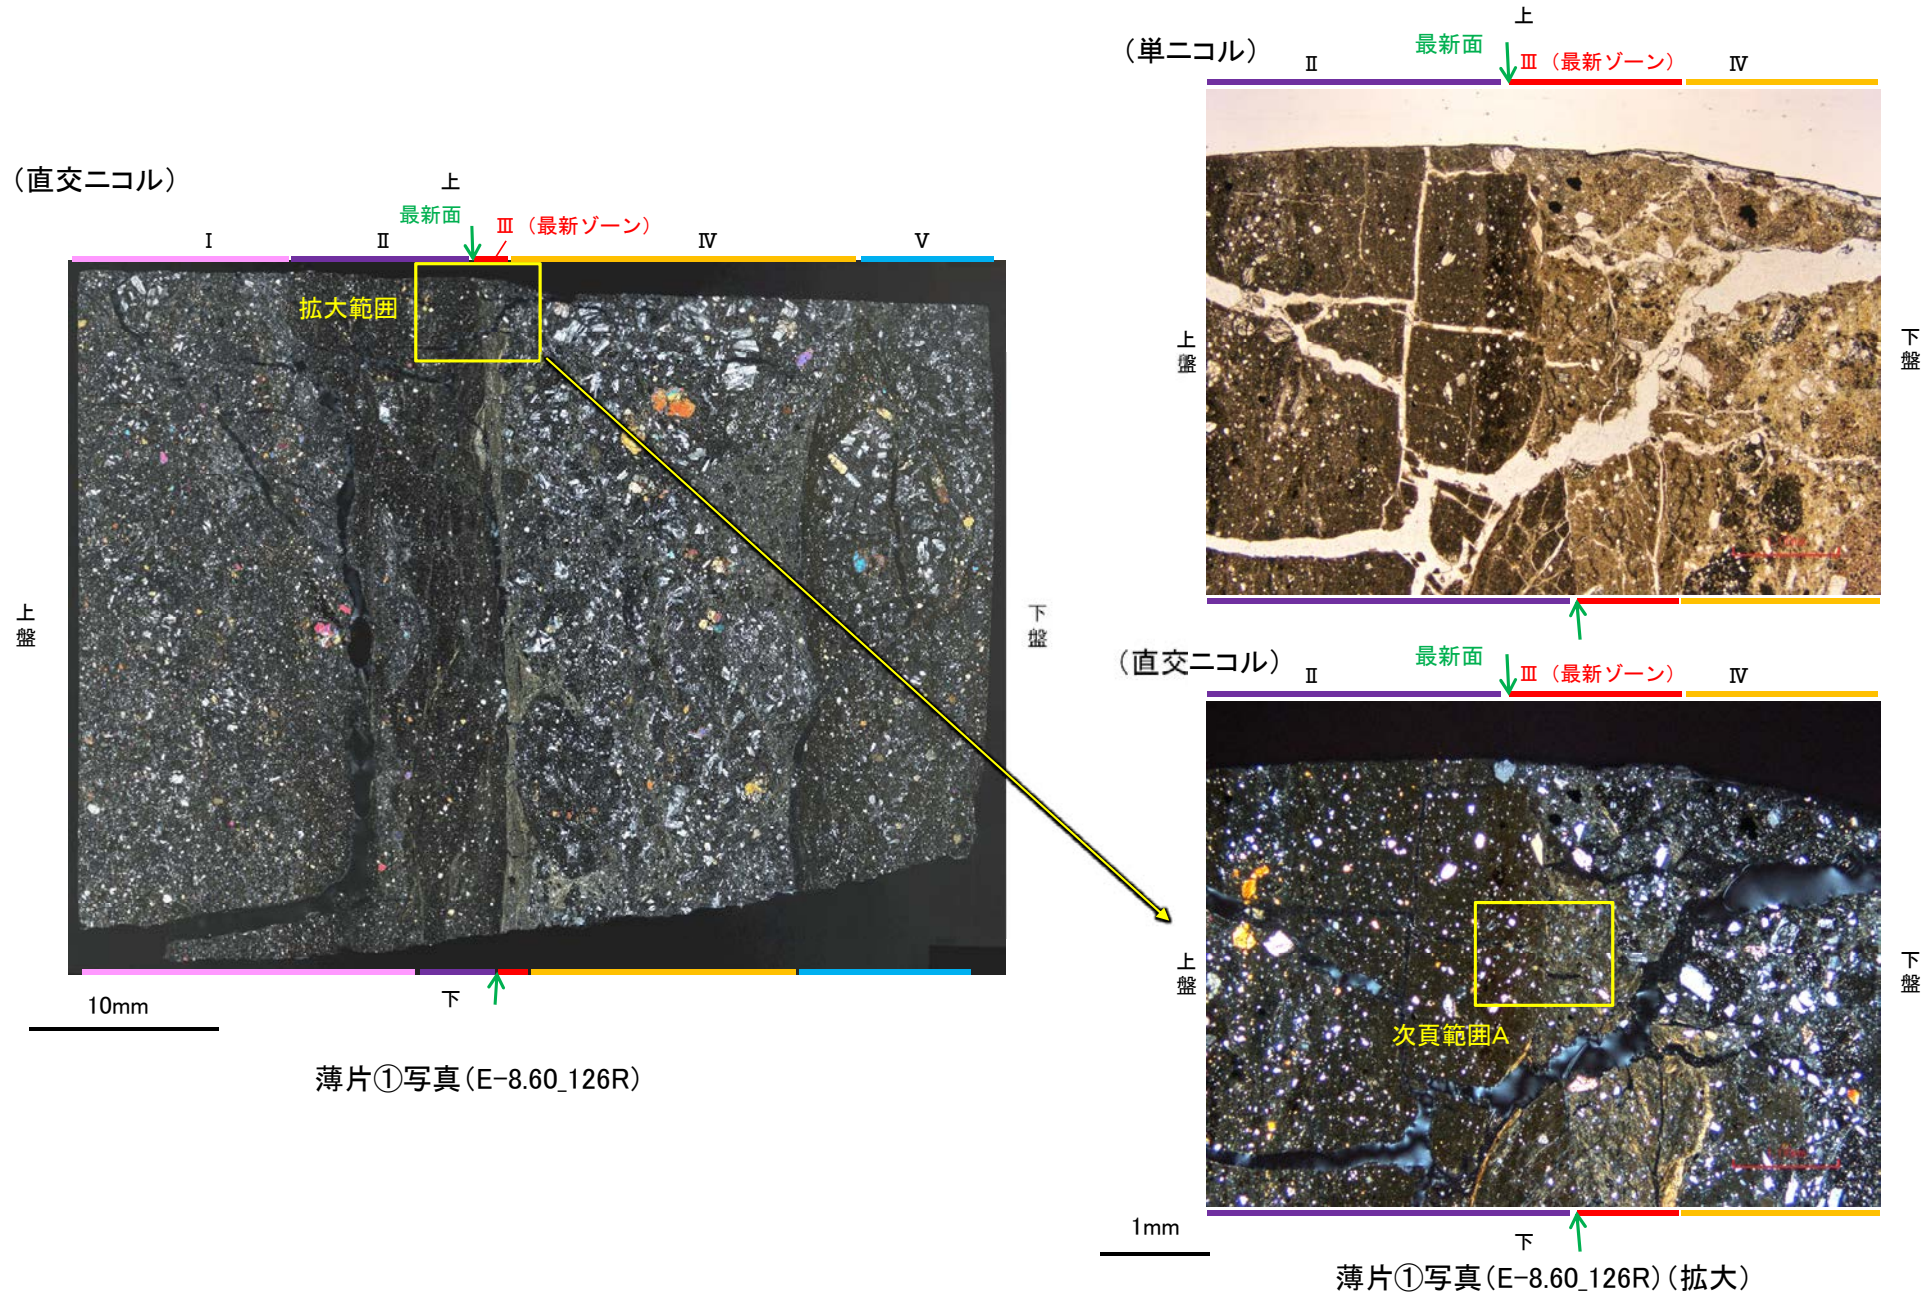 (直交ニコル)
上
最新面
Ⅲ(最新ゾーン)
Ⅰ
Ⅱ
Ⅳ
Ⅴ
拡大範囲
上盤
下盤
下
10mm
薄片①写真(E-8.60_126R)
(単ニコル)
上
最新面
Ⅱ
Ⅲ(最新ゾーン)
Ⅳ
上盤
下盤
(直交ニコル)
最新面
Ⅱ
Ⅲ(最新ゾーン)
Ⅳ
上盤
下盤
次頁範囲A
1mm
下
薄片①写真(E-8.60_126R)(拡大)